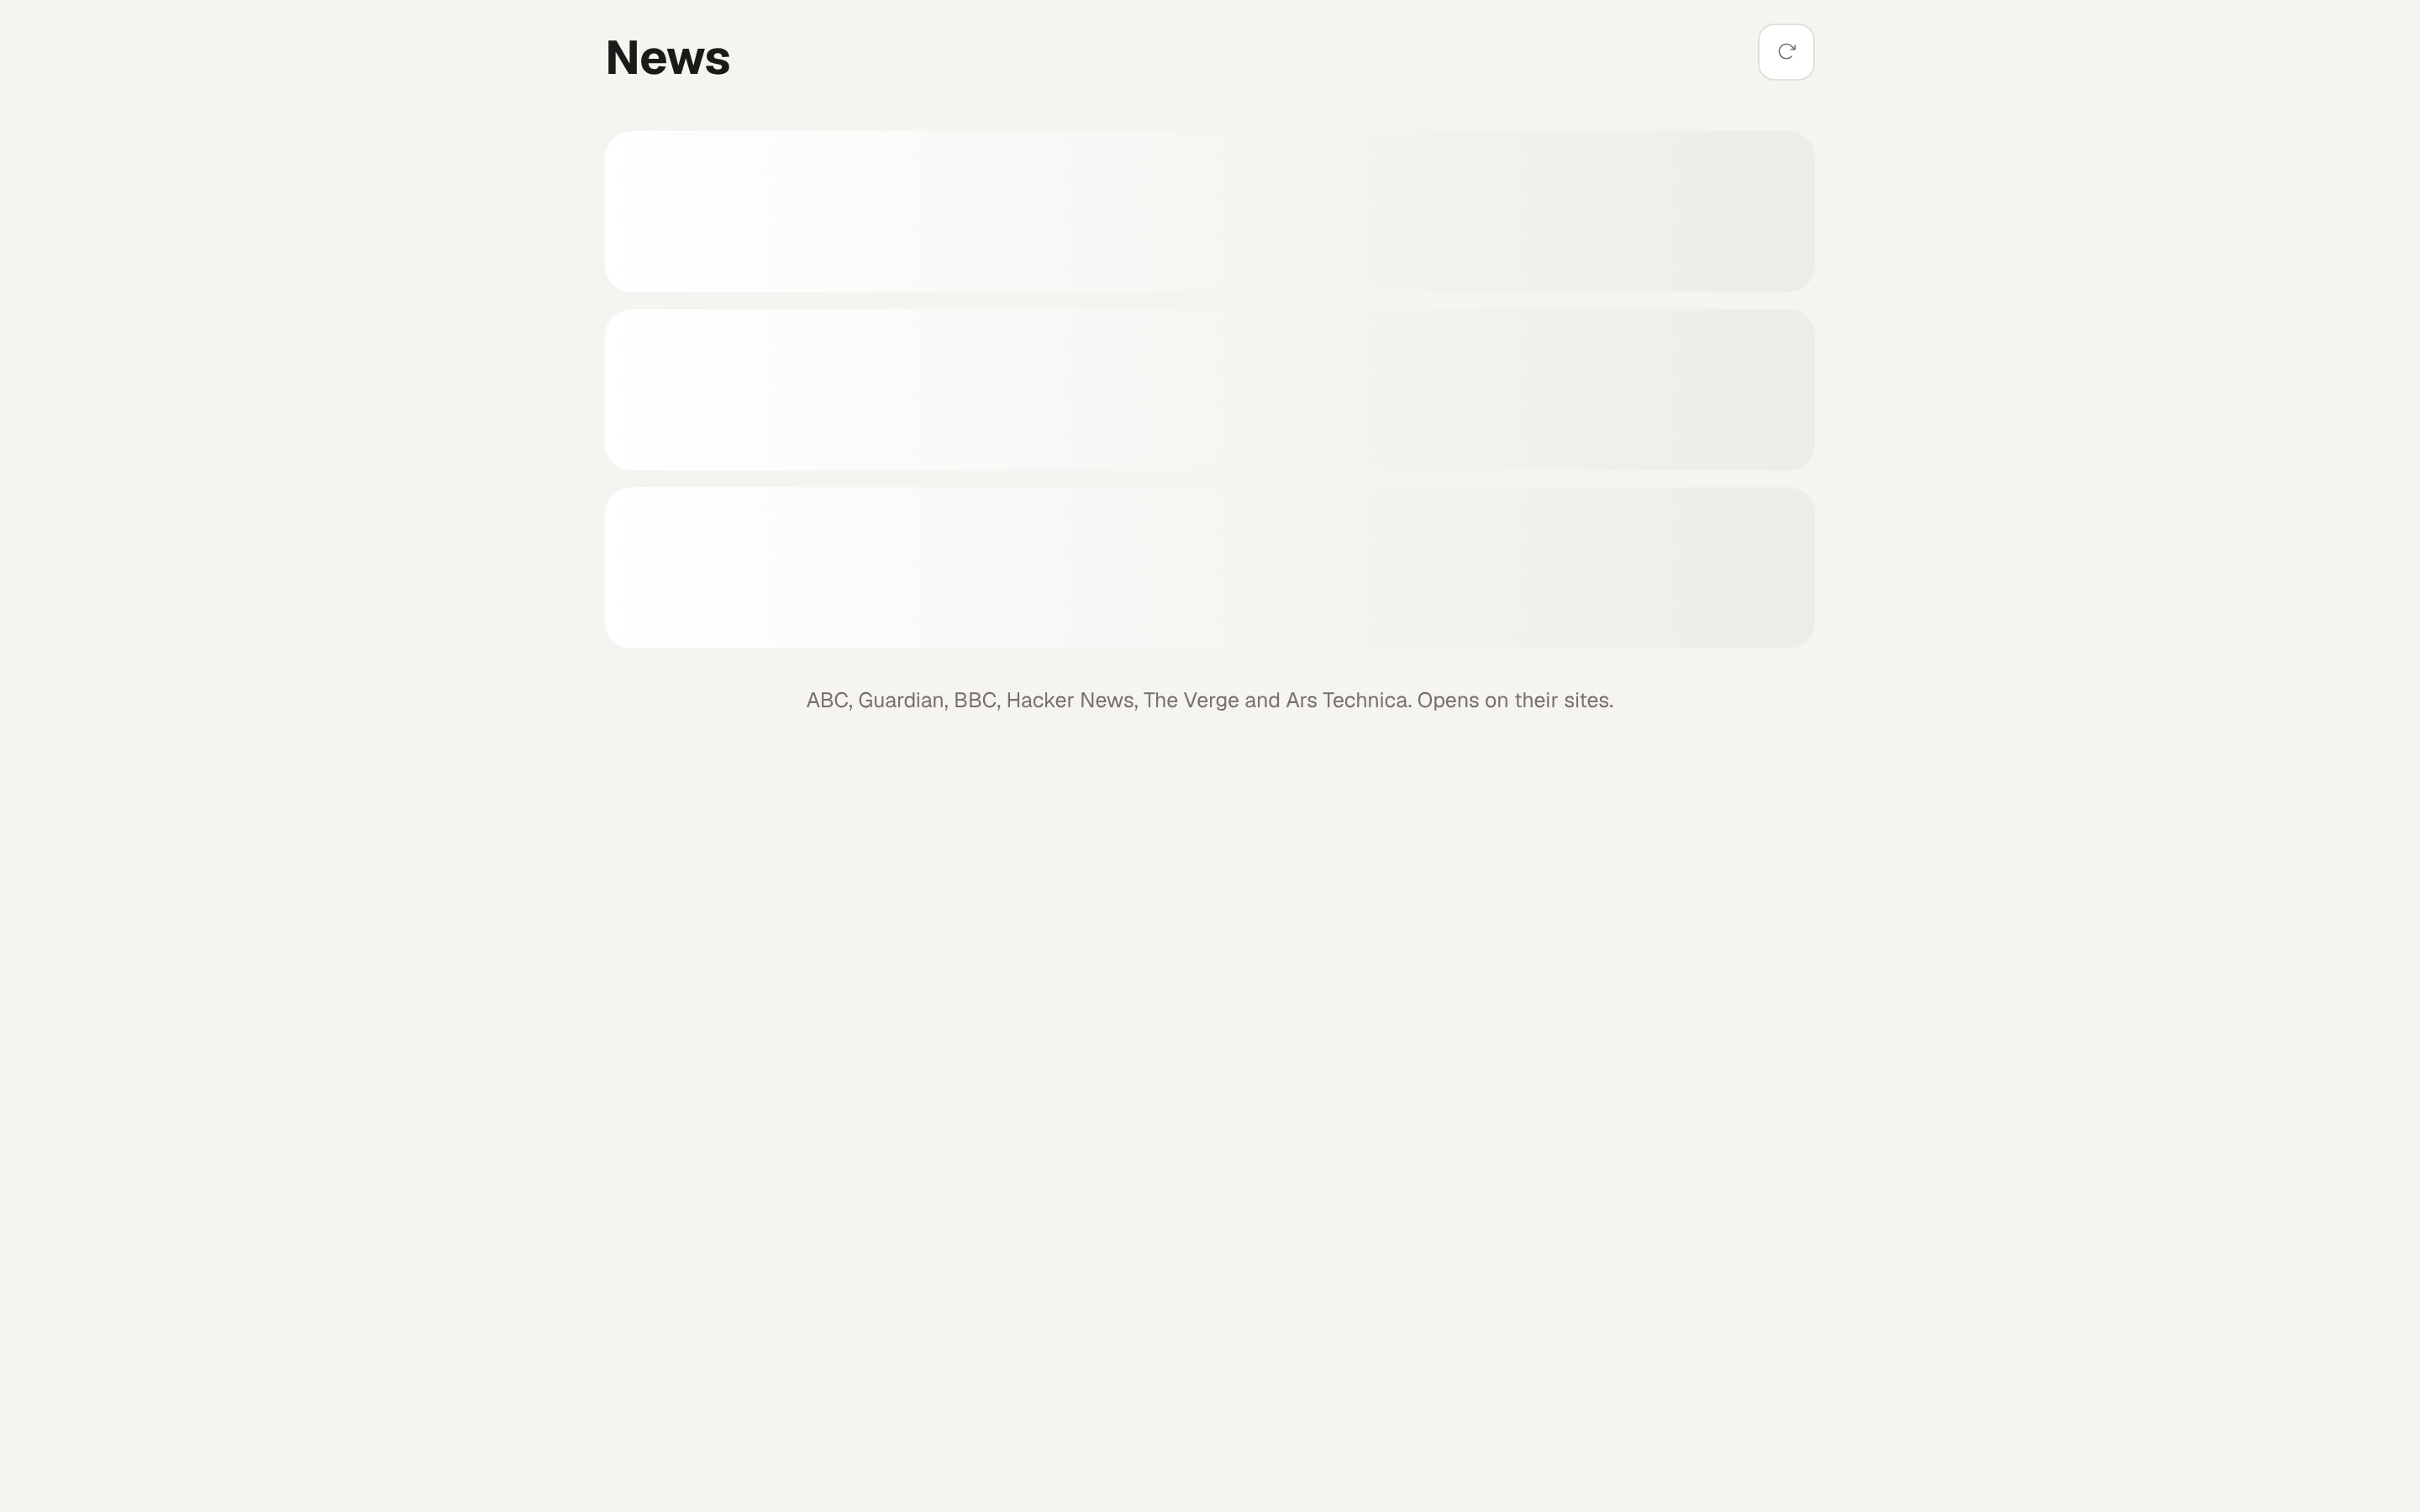 News
ABC, Guardian, BBC, Hacker News, The Verge and Ars Technica. Opens on their sites.